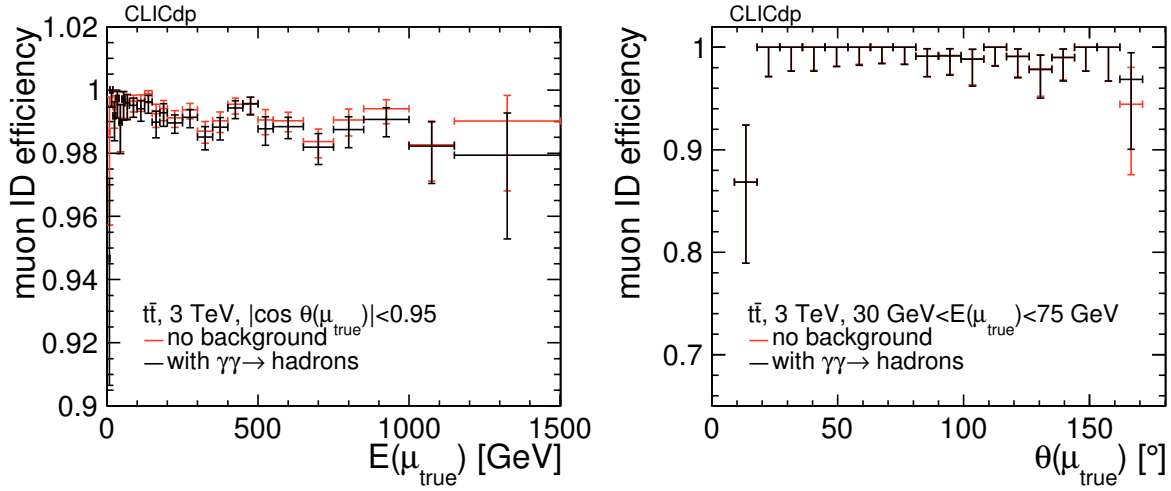 CLICdp
muon ID efficiency
1.02
1
0.98
0.96
0.94
0.92
0.9
tt̄, 3 TeV, |cos θ(μtrue)|<0.95
no background
with γγ→ hadrons
0 500 1000 1500
E(μtrue) [GeV]
CLICdp
muon ID efficiency
1
0.9
0.8
0.7
tt̄, 3 TeV, 30 GeV<E(μtrue)<75 GeV
no background
with γγ→ hadrons
0 50 100 150
θ(μtrue) [°]